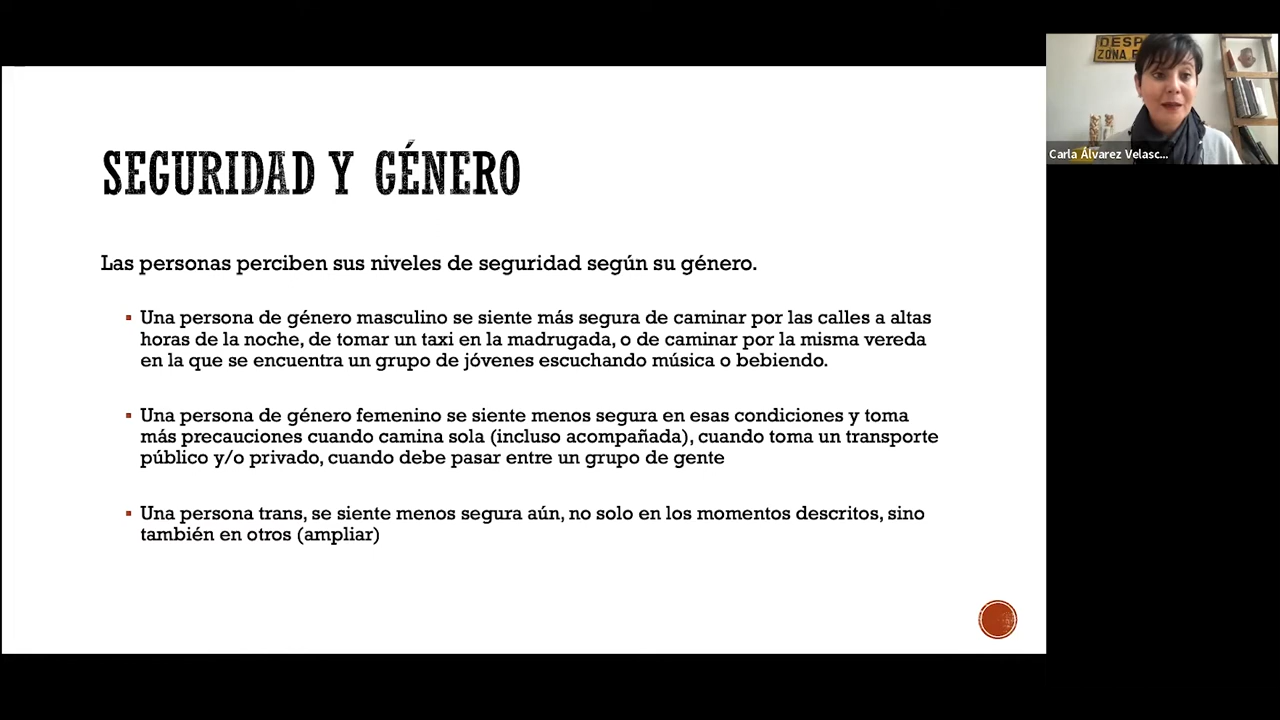 SEGURIDAD Y GÉNERO
Las personas perciben sus niveles de seguridad según su género.
Una persona de género masculino se siente más segura de caminar por las calles a altas
horas de la noche, de tomar un taxi en la madrugada, o de caminar por la misma vereda
en la que se encuentra un grupo de jóvenes escuchando música o bebiendo.
Una persona de género femenino se siente menos segura en esas condiciones y toma
más precauciones cuando camina sola (incluso acompañada), cuando toma un transporte
público y/o privado, cuando debe pasar entre un grupo de gente
Una persona trans, se siente menos segura aún, no solo en los momentos descritos, sino
también en otros (ampliar)
DESP
ZONA
Carla Álvarez Velasc...